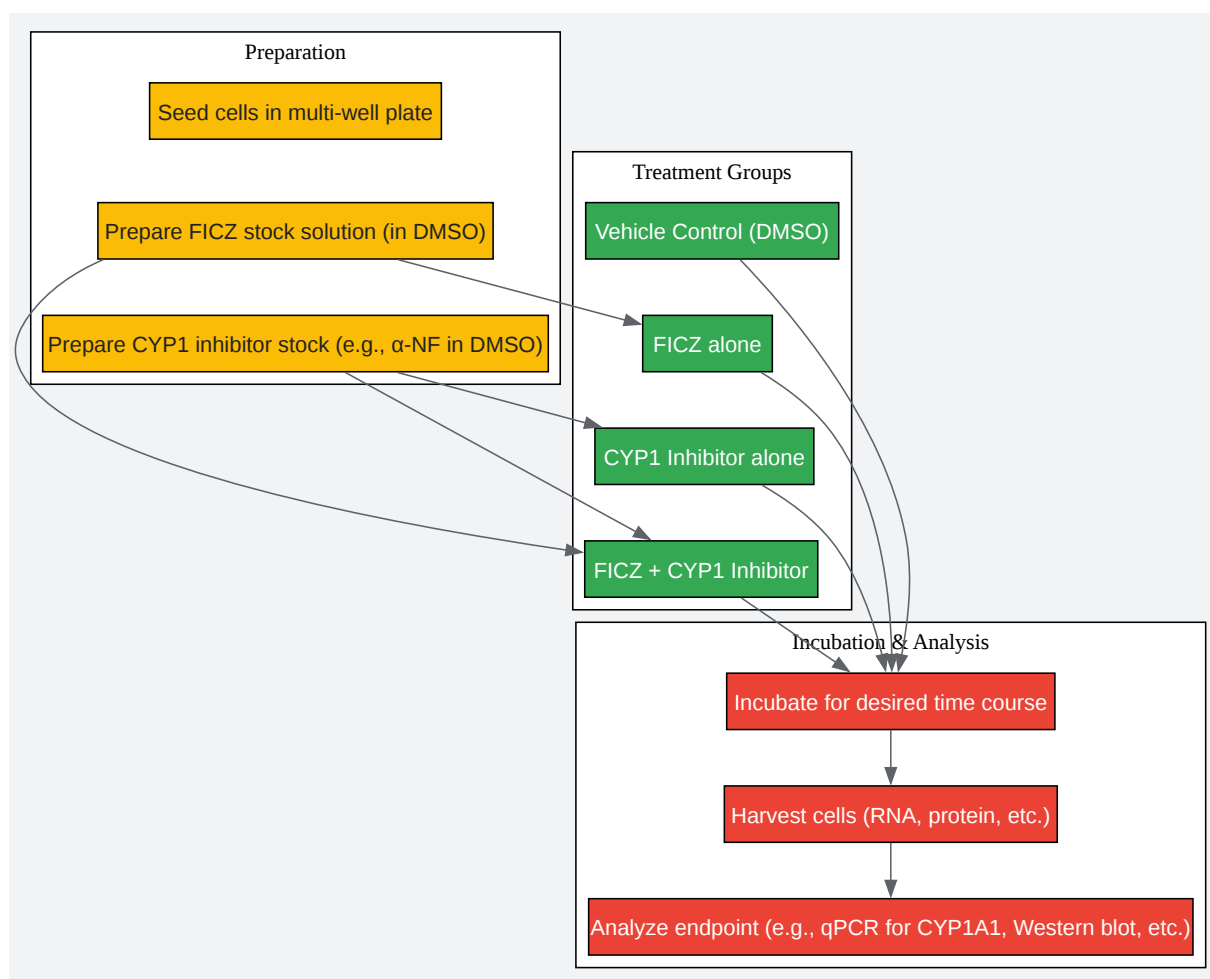 Preparation
Seed cells in multi-well plate
Prepare FICZ stock solution (in DMSO)
Prepare CYP1 inhibitor stock (e.g., α-NF in DMSO)
Treatment Groups
Vehicle Control (DMSO)
FICZ alone
CYP1 Inhibitor alone
FICZ + CYP1 Inhibitor
Incubation & Analysis
Incubate for desired time course
Harvest cells (RNA, protein, etc.)
Analyze endpoint (e.g., qPCR for CYP1A1, Western blot, etc.)